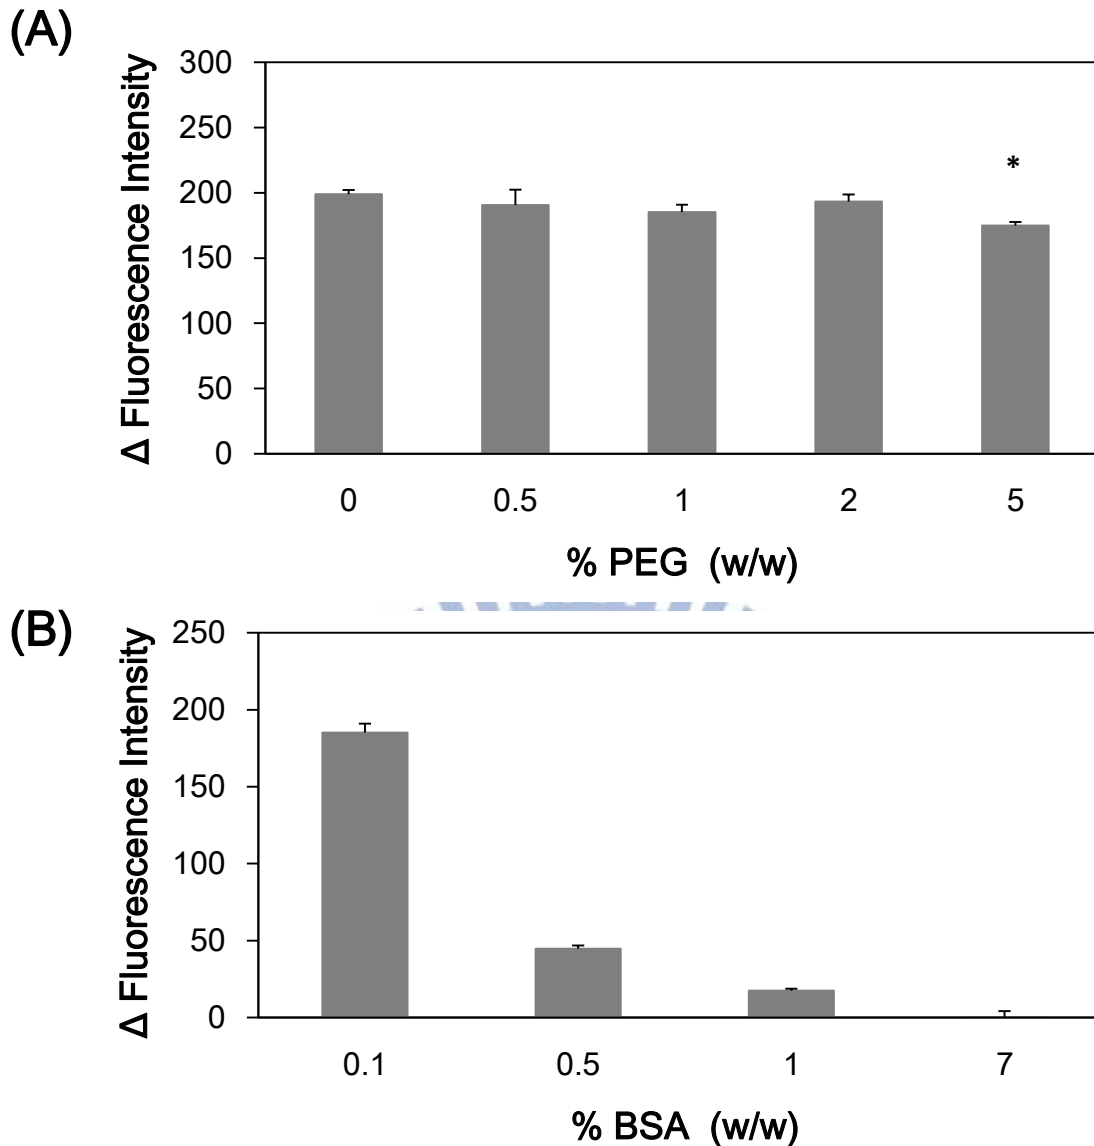 (A)
Δ Fluorescence Intensity
300
250
200
150
100
50
0
*
0 0.5 1 2 5
% PEG (w/w)
(B)
Δ Fluorescence Intensity
250
200
150
100
50
0
0.1 0.5 1 7
% BSA (w/w)